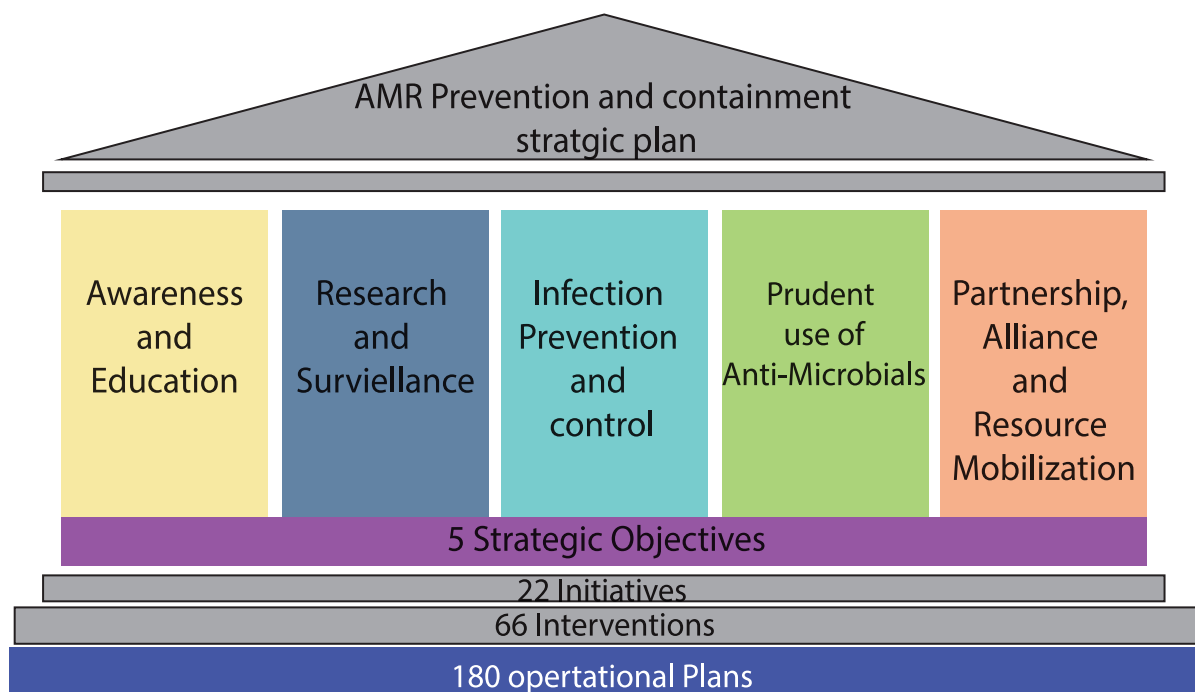 AMR Prevention and containment
stratgic plan
Awareness
and
Education
Research
and
Surviellance
Infection
Prevention
and
control
Prudent
use of
Anti-Microbials
Partnership,
Alliance
and
Resource
Mobilization
5 Strategic Objectives
22 Initiatives
66 Interventions
180 opertational Plans